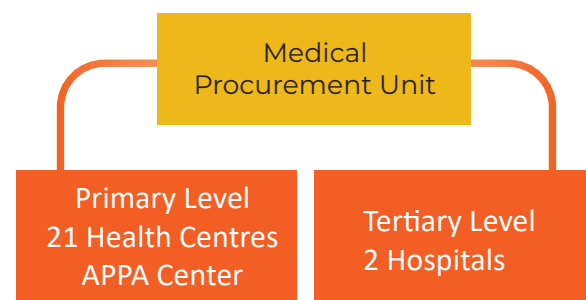 Medical
Procurement Unit
Primary Level
21 Health Centres
APPA Center
Tertiary Level
2 Hospitals